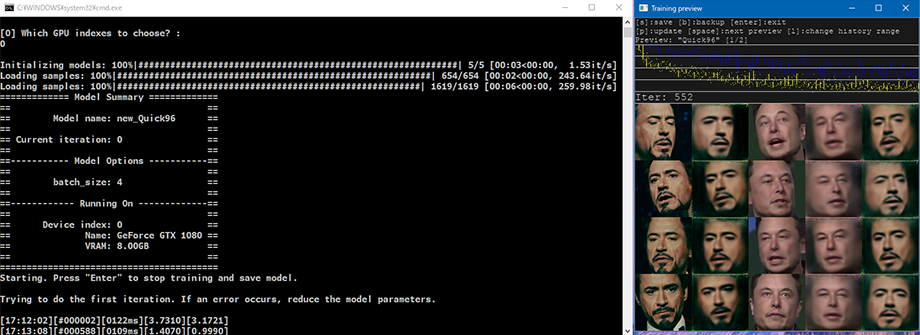 C:¥WINDOWS¥system32¥cmd.exe
[0] Which GPU indexes to choose? :
0
Initializing models: 100%|############################################################| 5/5 [00:03<00:00,  1.53it/s]
Loading samples: 100%|############################################################| 654/654 [00:02<00:00, 243.64it/s]
Loading samples: 100%|##########################################################| 1619/1619 [00:06<00:00, 259.98it/s]
============= Model Summary ==============
==                                      ==
==        Model name: new_Quick96       ==
==                                      ==
== Current iteration: 0                 ==
==                                      ==
==----------- Model Options ------------==
==                                      ==
==        batch_size: 4                 ==
==                                      ==
==------------ Running On --------------==
==                                      ==
==      Device index: 0                 ==
==              Name: GeForce GTX 1080  ==
==              VRAM: 8.00GB            ==
==                                      ==
==========================================
Starting. Press "Enter" to stop training and save model.
Trying to do the first iteration. If an error occurs, reduce the model parameters.
[17:12:02][#000002][0122ms][3.7310][3.1721]
[17:13:08][#000588][0109ms][1.4070][0.9990]
Training preview
[s]:save [b]:backup [enter]:exit
[p]:update [space]:next preview [l]:change history range
Preview: "Quick96" [1/2]
Iter: 552